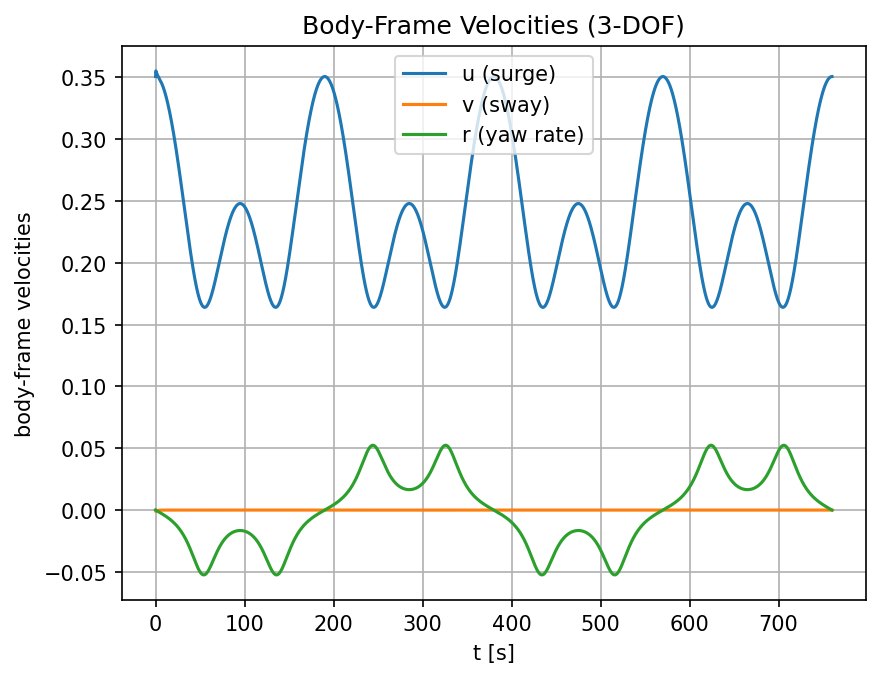 Body-Frame Velocities (3-DOF)
u (surge)
v (sway)
r (yaw rate)
body-frame velocities
0.35
0.30
0.25
0.20
0.15
0.10
0.05
0.00
−0.05
0 100 200 300 400 500 600 700
t [s]